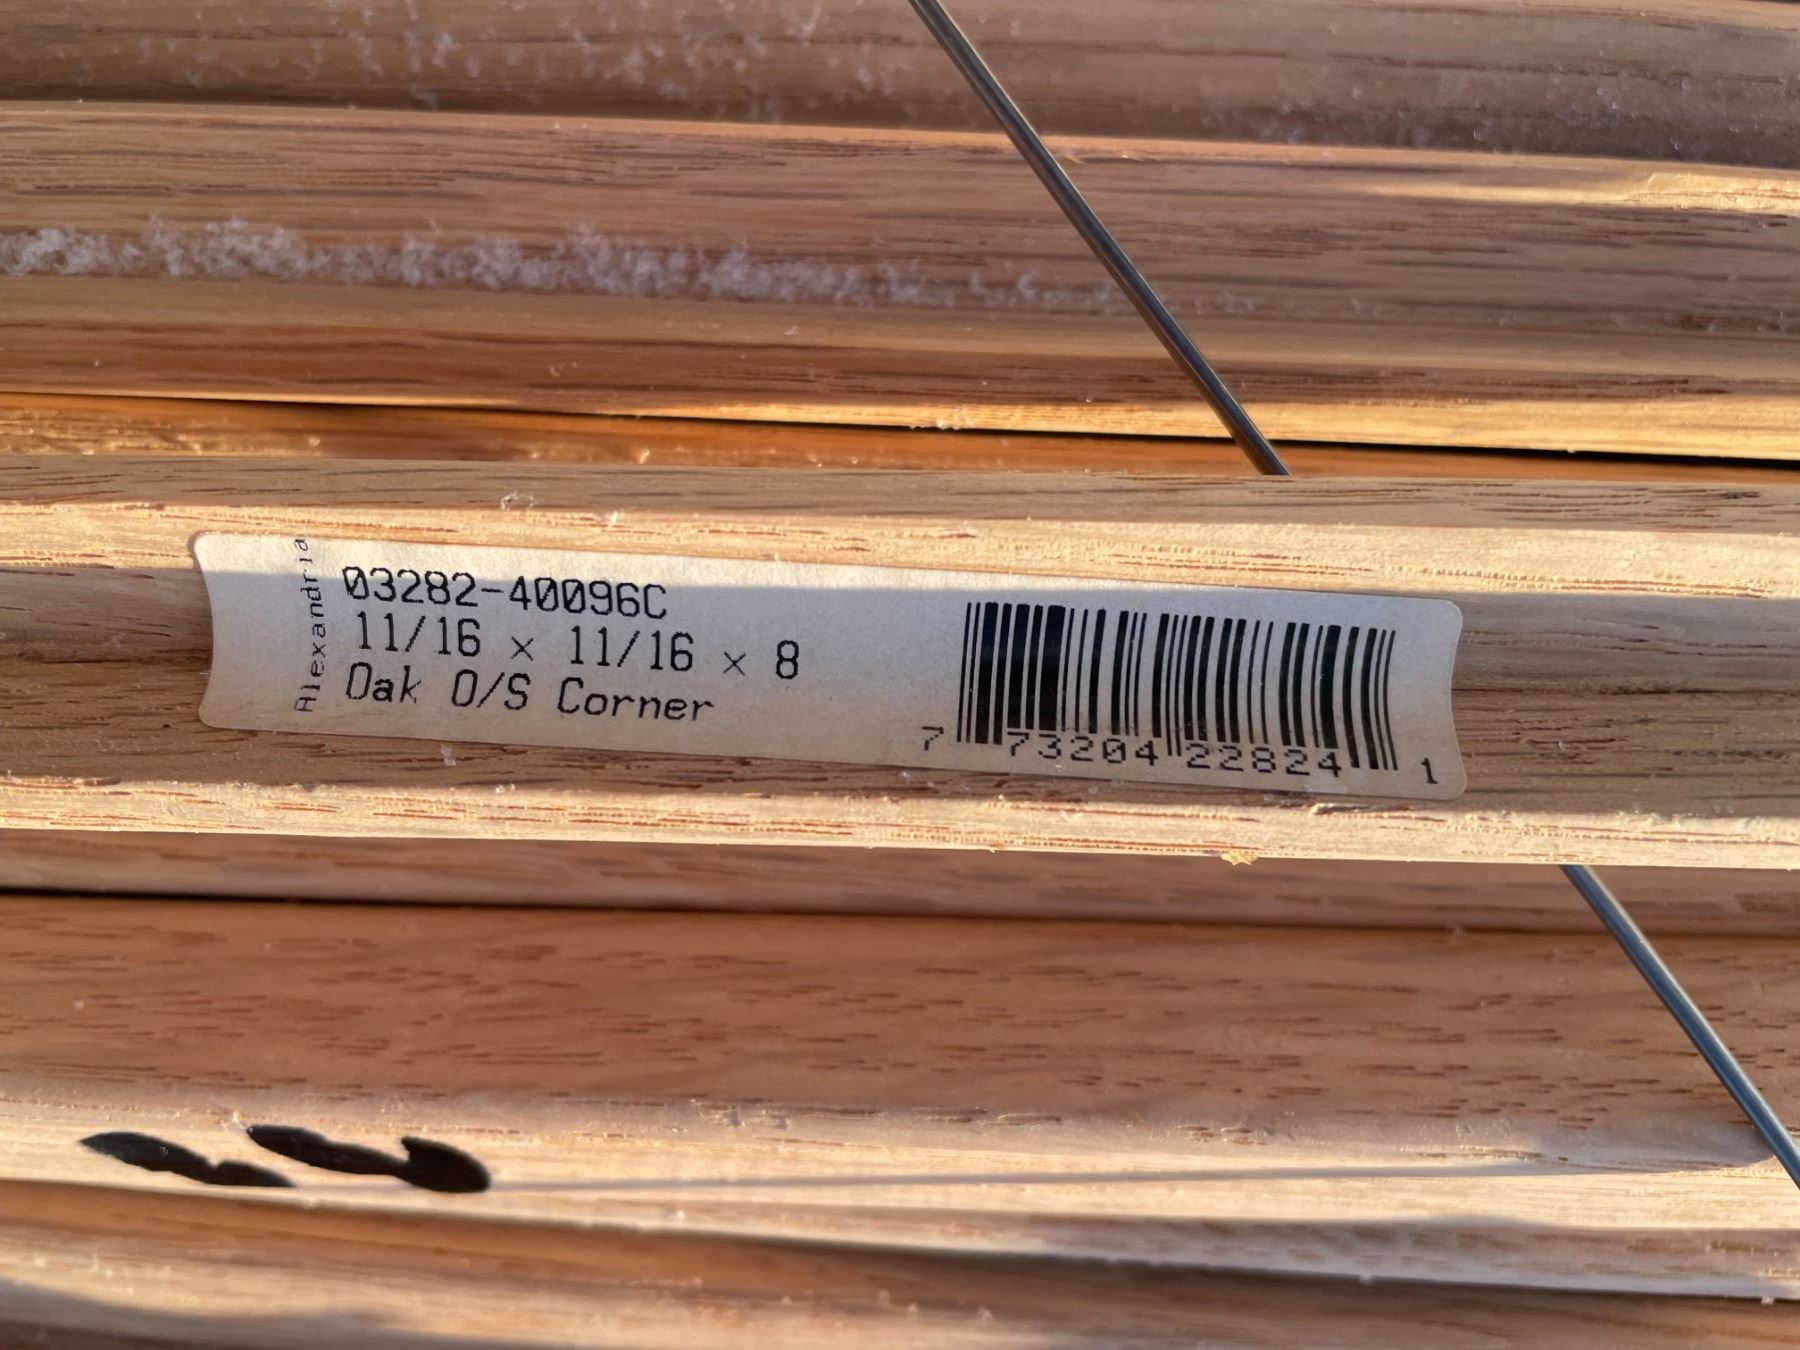 Alexandria
03282-40096C
11/16 x 11/16 x 8
Oak O/S Corner
7 73204 22824 1